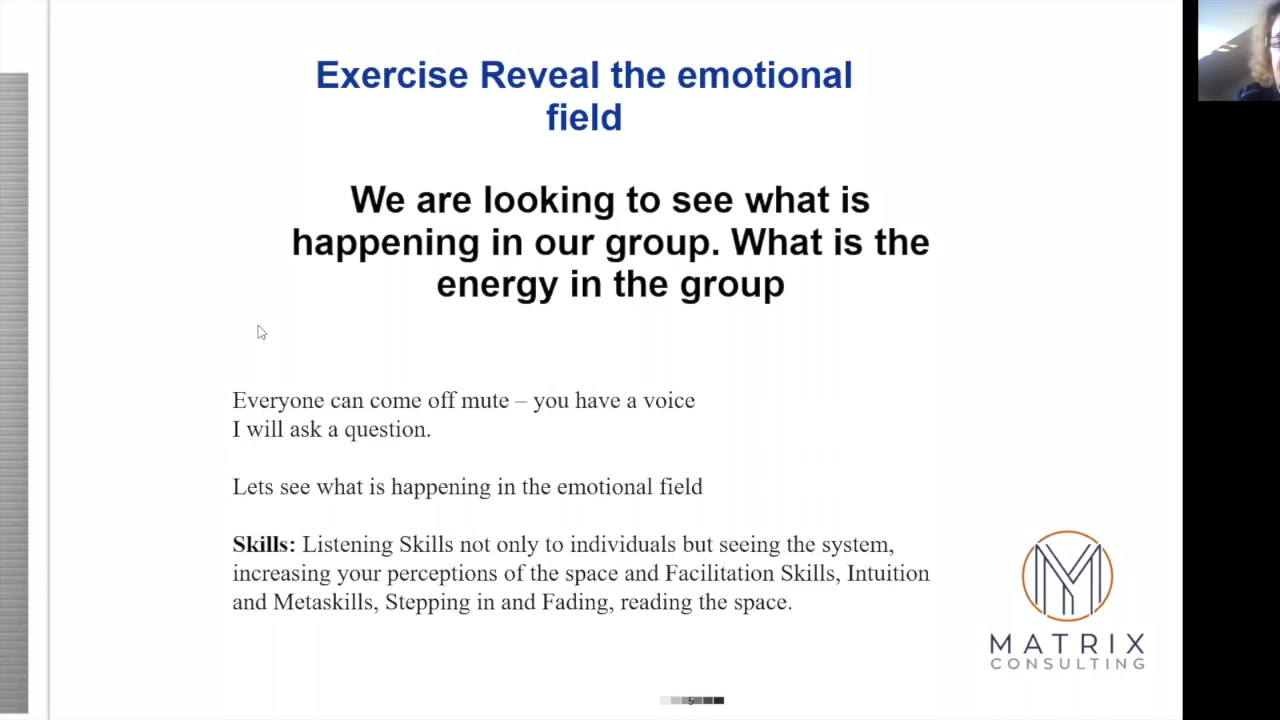 Exercise Reveal the emotional
field
We are looking to see what is
happening in our group. What is the
energy in the group
Everyone can come off mute – you have a voice
I will ask a question.
Lets see what is happening in the emotional field
Skills: Listening Skills not only to individuals but seeing the system,
increasing your perceptions of the space and Facilitation Skills, Intuition
and Metaskills, Stepping in and Fading, reading the space.
MATRIX
CONSULTING
5